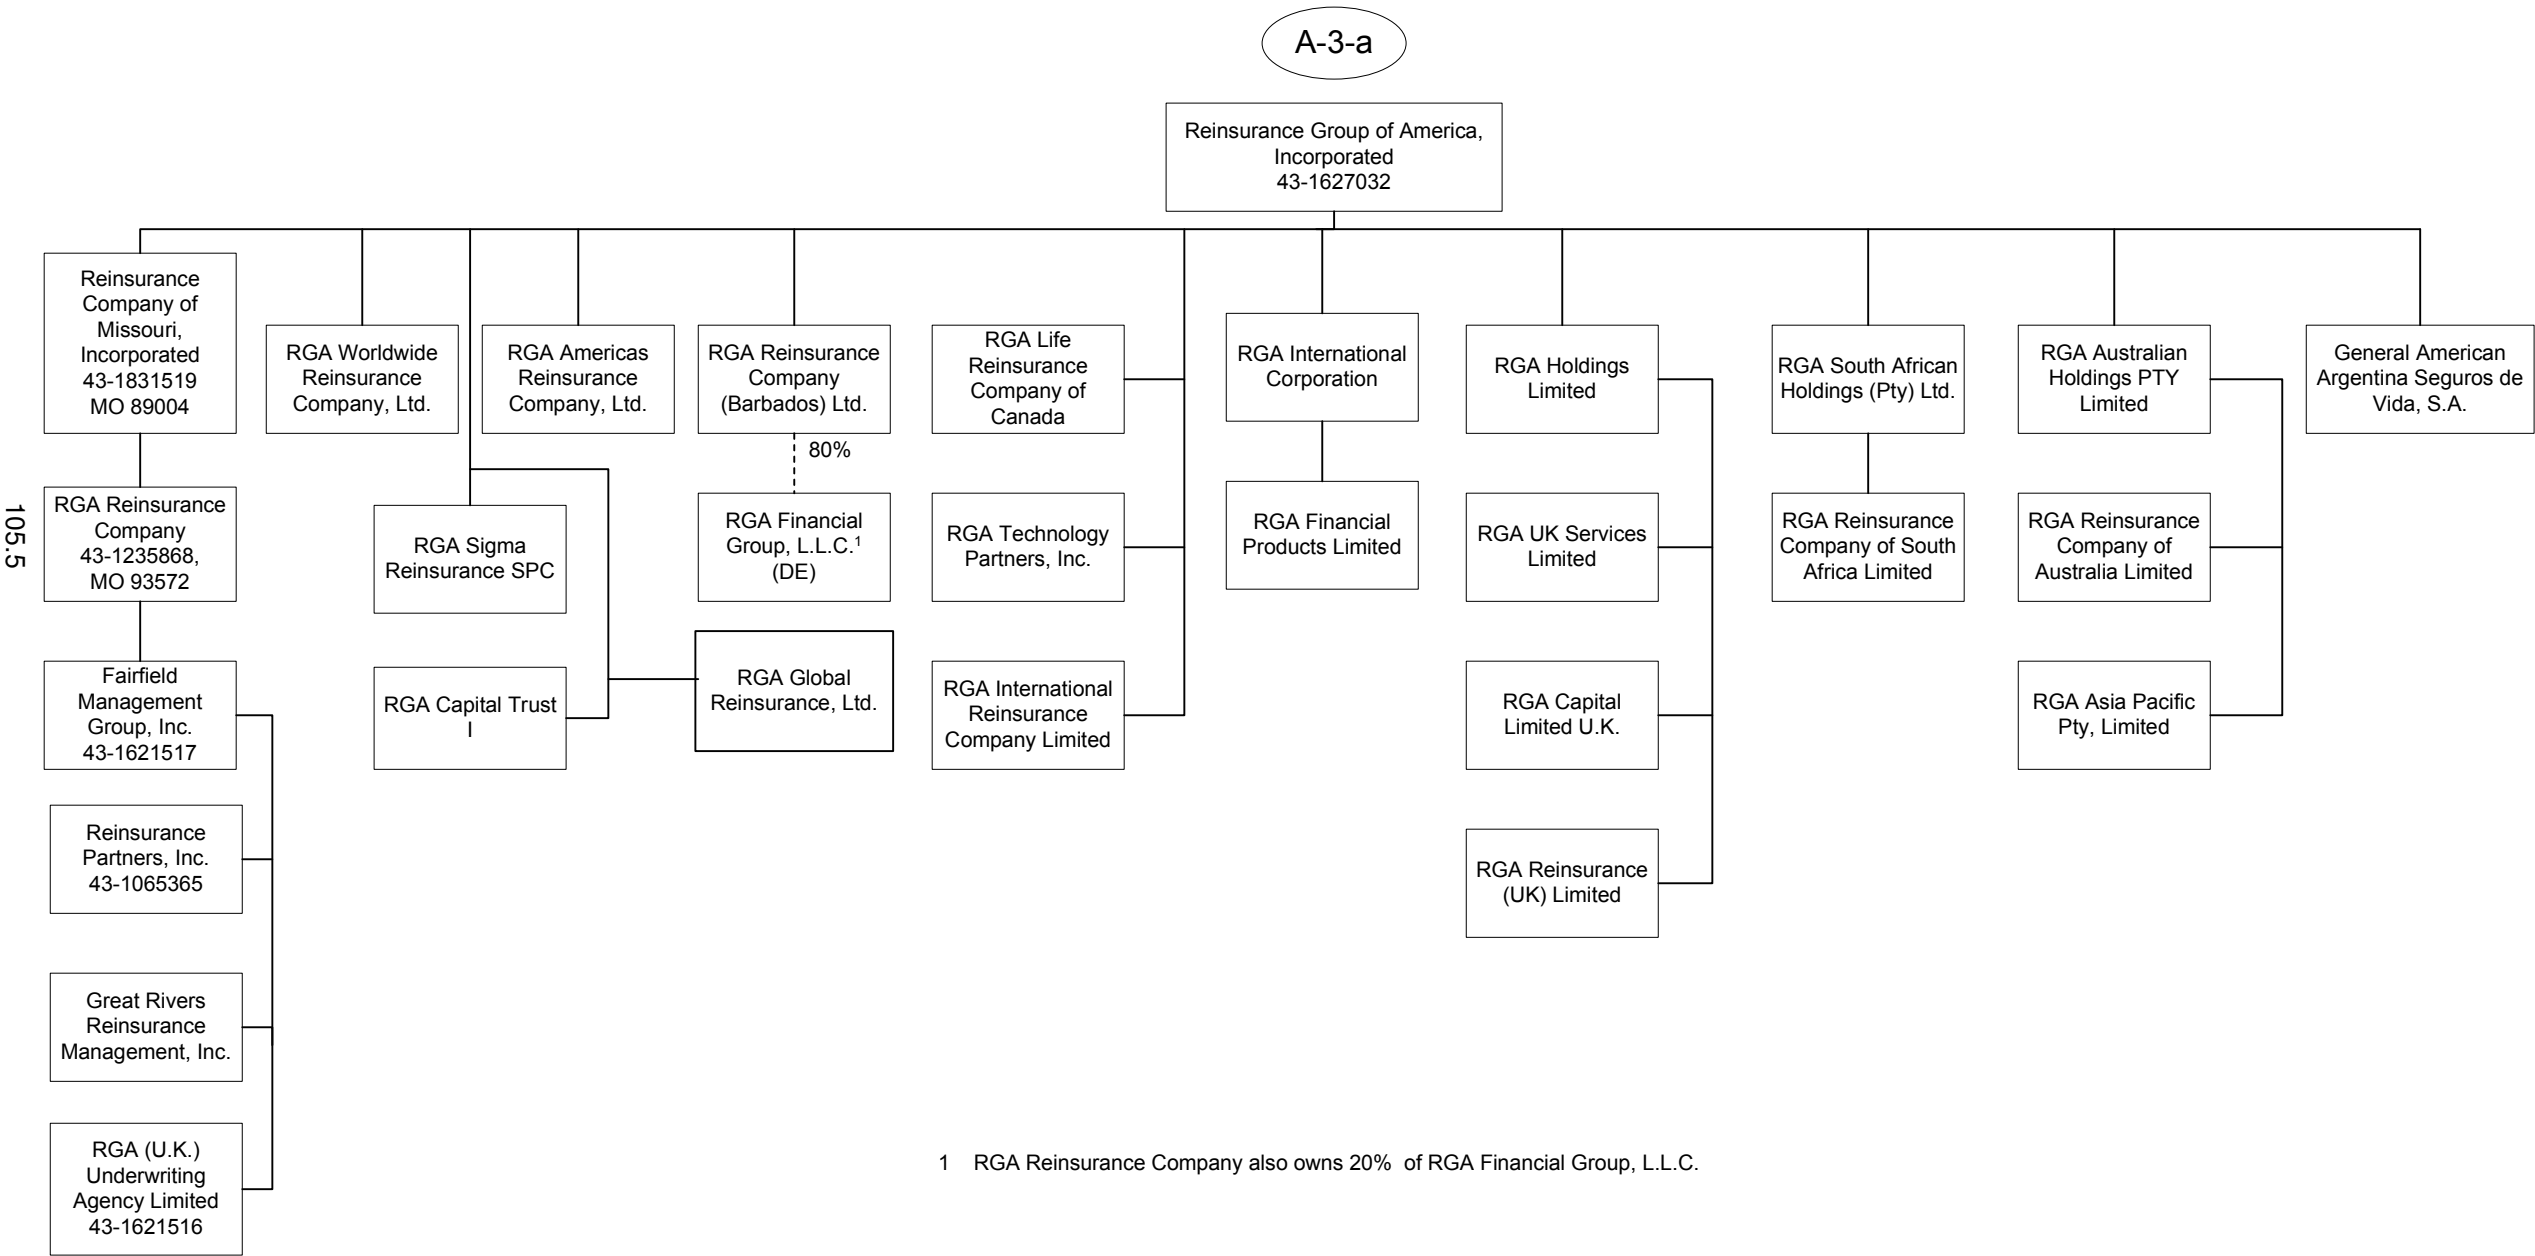 A-3-a
Reinsurance Group of America,
Incorporated
43-1627032
Reinsurance
Company of
Missouri,
Incorporated
43-1831519
MO 89004
RGA Worldwide
Reinsurance
Company, Ltd.
RGA Americas
Reinsurance
Company, Ltd.
RGA Reinsurance
Company
(Barbados) Ltd.
RGA Life
Reinsurance
Company of
Canada
RGA International
Corporation
RGA Holdings
Limited
RGA South African
Holdings (Pty) Ltd.
RGA Australian
Holdings PTY
Limited
General American
Argentina Seguros de
Vida, S.A.
80%
105.5
RGA Reinsurance
Company
43-1235868,
MO 93572
RGA Sigma
Reinsurance SPC
RGA Financial
Group, L.L.C.1
(DE)
RGA Technology
Partners, Inc.
RGA Financial
Products Limited
RGA UK Services
Limited
RGA Reinsurance
Company of South
Africa Limited
RGA Reinsurance
Company of
Australia Limited
Fairfield
Management
Group, Inc.
43-1621517
RGA Capital Trust
I
RGA Global
Reinsurance, Ltd.
RGA International
Reinsurance
Company Limited
RGA Capital
Limited U.K.
RGA Asia Pacific
Pty, Limited
Reinsurance
Partners, Inc.
43-1065365
RGA Reinsurance
(UK) Limited
Great Rivers
Reinsurance
Management, Inc.
RGA (U.K.)
Underwriting
Agency Limited
43-1621516
1 RGA Reinsurance Company also owns 20% of RGA Financial Group, L.L.C.